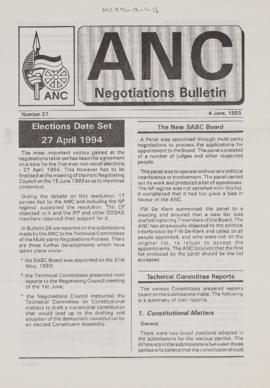 MCH91-19-1-16
ANC
ANC
Negotiations Bulletin
Number 27
4 June, 1993
Elections Date Set
27 April 1994
The most important victory gained at the
negotiations table yet has been the agreement
on a date for the first ever non-racial elections
- 27 April 1994. This however has to be
finalised at the meeting of the next Negotiating
Council on the 15 June 1993 so as to maximise
consensus.
During the debate on this resolution, 17
parties (led by the ANC and including the NP
regime) supported the resolution. The CP
objected to it and the IFP and other COSAG
members reserved their support for it.
In Bulletin 26 we reported on the submissions
made by the ANC to the Technical Committees
of the Multi-party Negotiations Process. There
are three further developments which have
taken place since:
* the SABC Board was appointed on the 31st
May, 1993;
* the Technical Committees presented their
reports to the Negotiating Council meeting
of the 1st June;
* the Negotiations Council instructed the
Technical Committee on Constitutional
matters to draft a transitional constitution
that would lead up to the drafting and
adoption of the democratic constitution by
an elected Constituent Assembly.
The New SABC Board
A Panel was appointed through multi-party
negotiations to process the applications for
appointment to the Board. The panel consisted
of a number of judges and other respected
people.
This panel was to operate without any political
interference or involvement. The panel carried
out its work and produced a list of appointees.
The NP regime was not satisfied with this list.
It complained that it had too great a bias in
favour of the ANC.
FW De Klerk summoned the panel to a
meeting and ensured that a new list was
drafted replacing 7 members of the Board. The
ANC has strenuously objected to the political
interference by F W De Klerk and called on all
people appointed, and who were not on the
original list, to refuse to accept the
appointments. The ANC believes that the first
list produced by the panel should be the list
accepted.
Technical Committee Reports
The various Committees prepared reports
based on the submissions made. The following
is a summary of their reports.
1. Constitutional Matters
General
There were two broad positions adopted in
the submissions by the various parties. The
difference in the submissions is between those
parties who believe that the constitution should